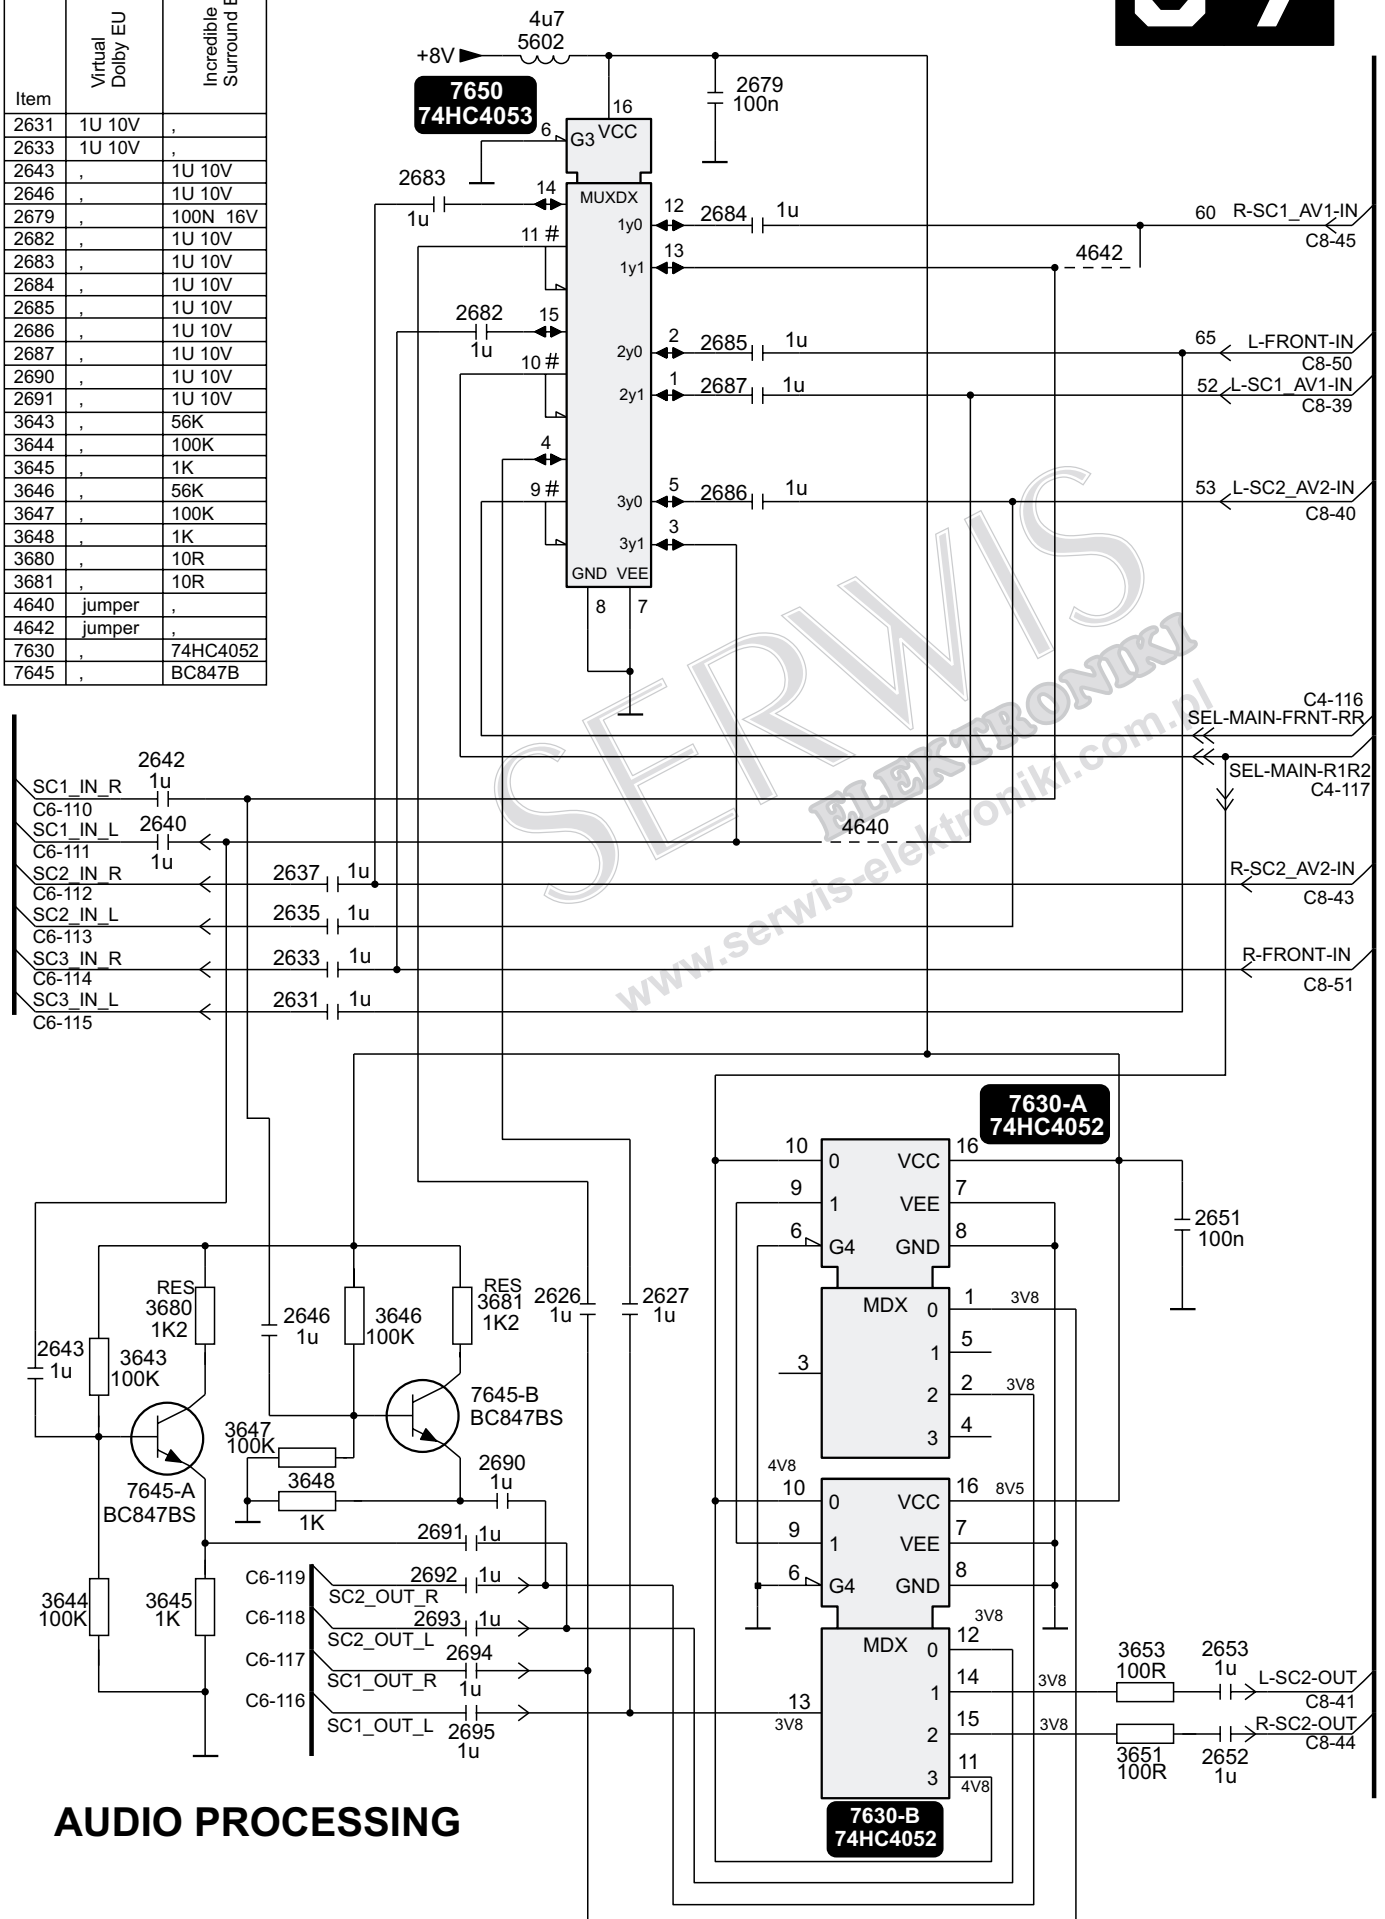 Item
Virtual
Dolby EU
Incredible
Surround
2631 1U 10V ,
2633 1U 10V ,
2643 , 1U 10V
2646 , 1U 10V
2679 , 100N 16V
2682 , 1U 10V
2683 , 1U 10V
2684 , 1U 10V
2685 , 1U 10V
2686 , 1U 10V
2687 , 1U 10V
2690 , 1U 10V
2691 , 1U 10V
3643 , 56K
3644 , 100K
3645 , 1K
3646 , 56K
3647 , 100K
3648 , 1K
3680 , 10R
3681 , 10R
4640 jumper ,
4642 jumper ,
7630 , 74HC4052
7645 , BC847B
4u7
+8V 5602
7650
74HC4053
2679
100n
16
6 G3 VCC
2683
1u
14 MUXDX
12 2684 1u
1y0
60 R-SC1_AV1-IN
C8-45
11 #
13
1y1
4642
2682
1u
15
2 2685 1u
2y0
65 L-FRONT-IN
C8-50
10 #
1 2687 1u
2y1
52 L-SC1_AV1-IN
C8-39
4
9 #
5 2686 1u
3y0
53 L-SC2_AV2-IN
C8-40
3
3y1
GND VEE
8 7
SERWIS
ELEKTRONIKI
www.serwis-elektroniki.com.pl
C4-116
SEL-MAIN-FRNT-RR
SEL-MAIN-R1R2
C4-117
2642
1u
SC1_IN_R
C6-110
SC1_IN_L 2640
C6-111 1u
4640
SC2_IN_R 2637 1u
C6-112
R-SC2_AV2-IN
C8-43
SC2_IN_L 2635 1u
C6-113
SC3_IN_R 2633 1u
C6-114
R-FRONT-IN
C8-51
SC3_IN_L 2631 1u
C6-115
7630-A
74HC4052
10 0 VCC 16
9 1 VEE 7
6 G4 GND 8
2651
100n
MDX 0 1 3V8
1 5
3
2 2 3V8
3 4
RES
3680
1K2
2646
1u
3646
100K
RES
3681
1K2
2626
1u
2627
1u
2643
1u
3643
100K
7645-B
BC847BS
3647
100K
3648
1K
2690
1u
7645-A
BC847BS
2691 1u
4V8
10 0 VCC 16 8V5
9 1 VEE 7
6 G4 GND 8
C6-119 2692 1u
SC2_OUT_R
C6-118 2693 1u
SC2_OUT_L
C6-117 2694
SC1_OUT_R 1u
C6-116
SC1_OUT_L 2695
1u
3644
100K
3645
1K
3V8
MDX 0 12
1 14 3V8
13
3V8
2 15 3V8
3 11
4V8
3653
100R
2653
1u
L-SC2-OUT
C8-41
R-SC2-OUT
C8-44
3651
100R
2652
1u
7630-B
74HC4052
AUDIO PROCESSING